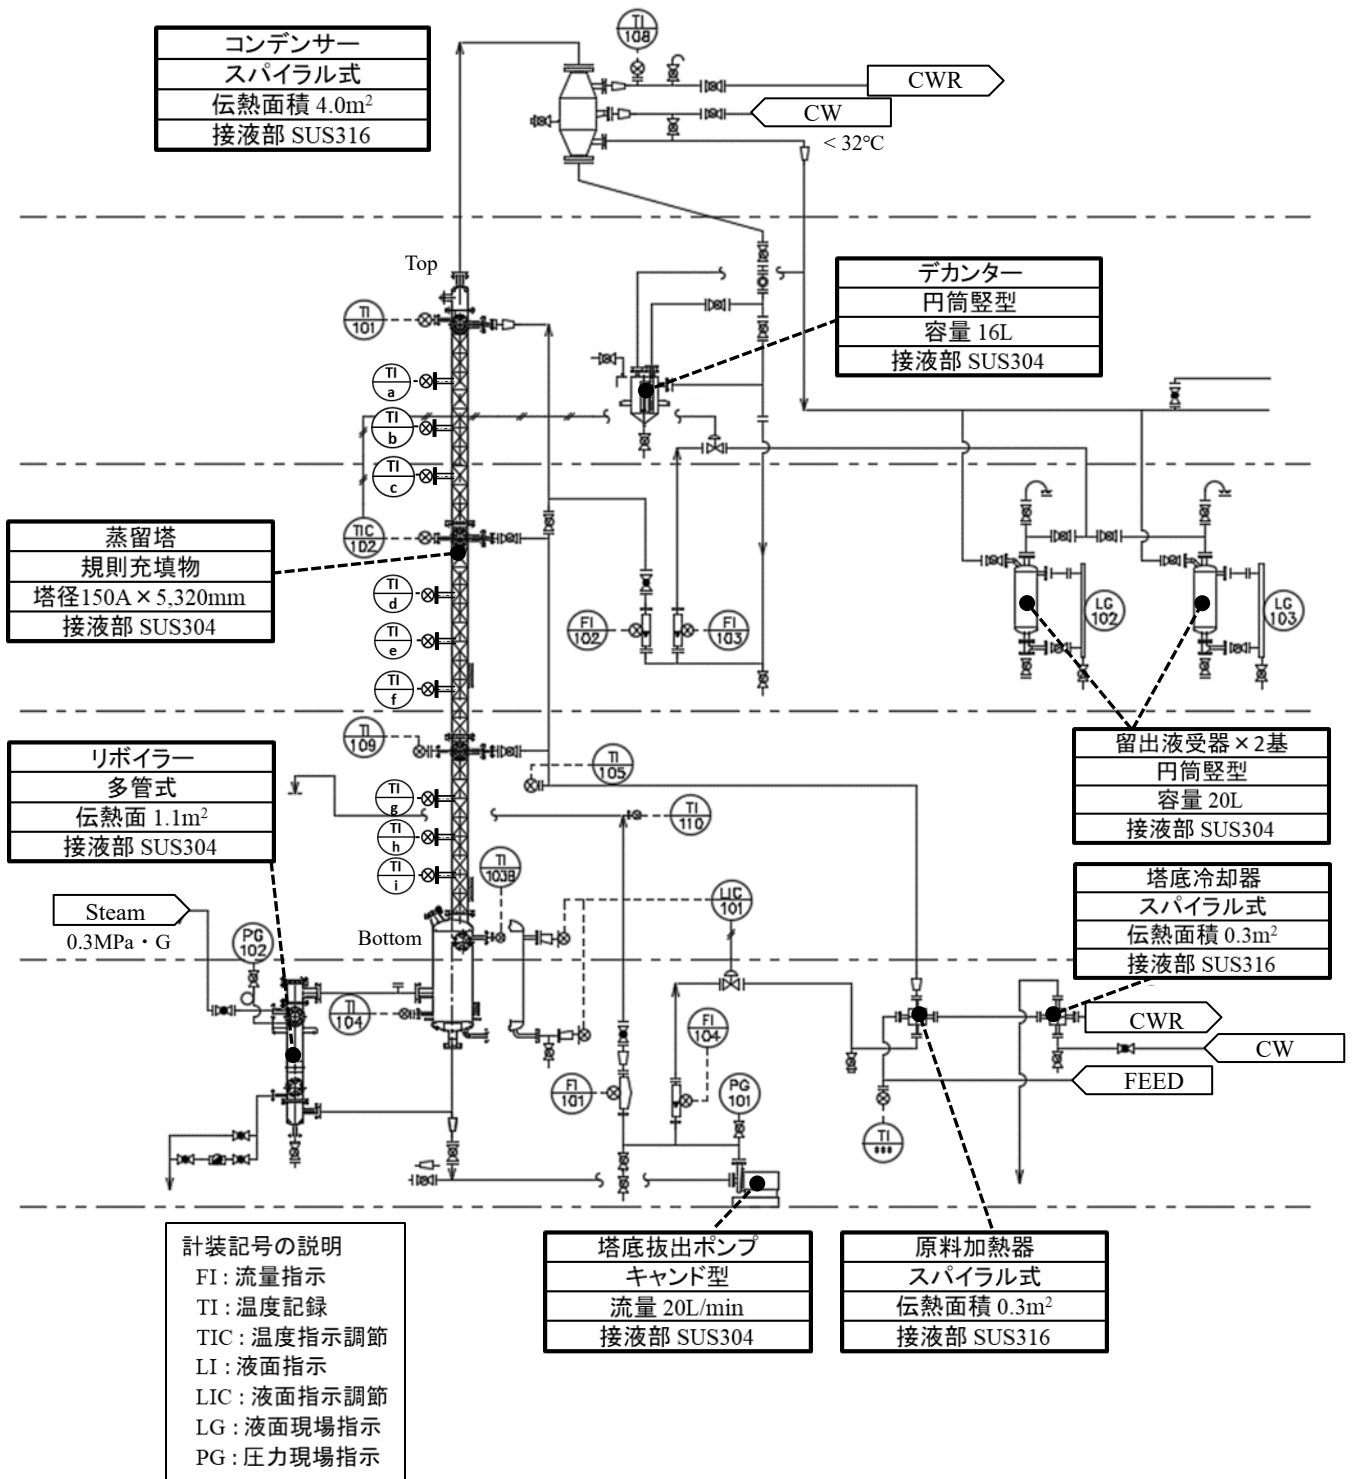 TI
108
コンデンサー
スパイラル式
伝熱面積 4.0m²
接液部 SUS316
CWR
CW
< 32℃
Top
TI
101
デカンター
円筒竪型
容量 16L
接液部 SUS304
TI
a
TI
b
TI
c
蒸留塔
規則充填物
塔径150A×5,320mm
接液部 SUS304
TIC
102
TI
d
TI
e
TI
f
FI
102
FI
103
LG
102
LG
103
留出液受器×2基
円筒竪型
容量 20L
接液部 SUS304
リボイラー
多管式
伝熱面 1.1m²
接液部 SUS304
TI
109
TI
105
TI
g
TI
110
TI
h
TI
i
TI
103B
LIC
101
塔底冷却器
スパイラル式
伝熱面積 0.3m²
接液部 SUS316
Steam
0.3MPa・G
PG
102
Bottom
TI
104
FI
104
CWR
CW
FEED
FI
101
PG
101
TI
***
塔底抜出ポンプ
キャンド型
流量 20L/min
接液部 SUS304
原料加熱器
スパイラル式
伝熱面積 0.3m²
接液部 SUS316
計装記号の説明
FI : 流量指示
TI : 温度記録
TIC : 温度指示調節
LI : 液面指示
LIC : 液面指示調節
LG : 液面現場指示
PG : 圧力現場指示